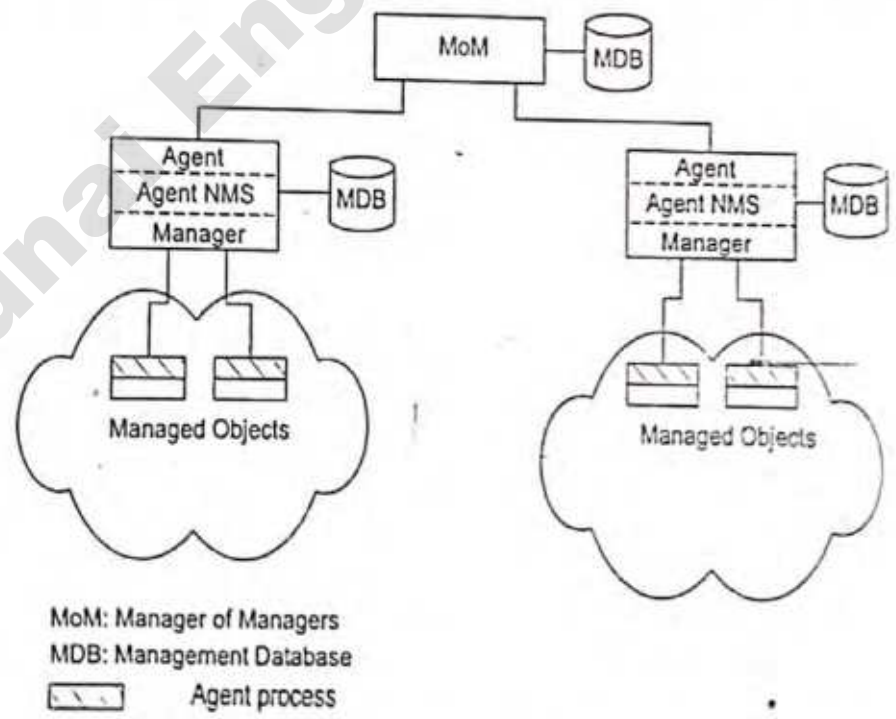 MoM
MDB
Agent
Agent NMS
Manager
MDB
Agent
Agent NMS
Manager
MDB
Managed Objects
Managed Objects
MoM: Manager of Managers
MDB: Management Database
Agent process